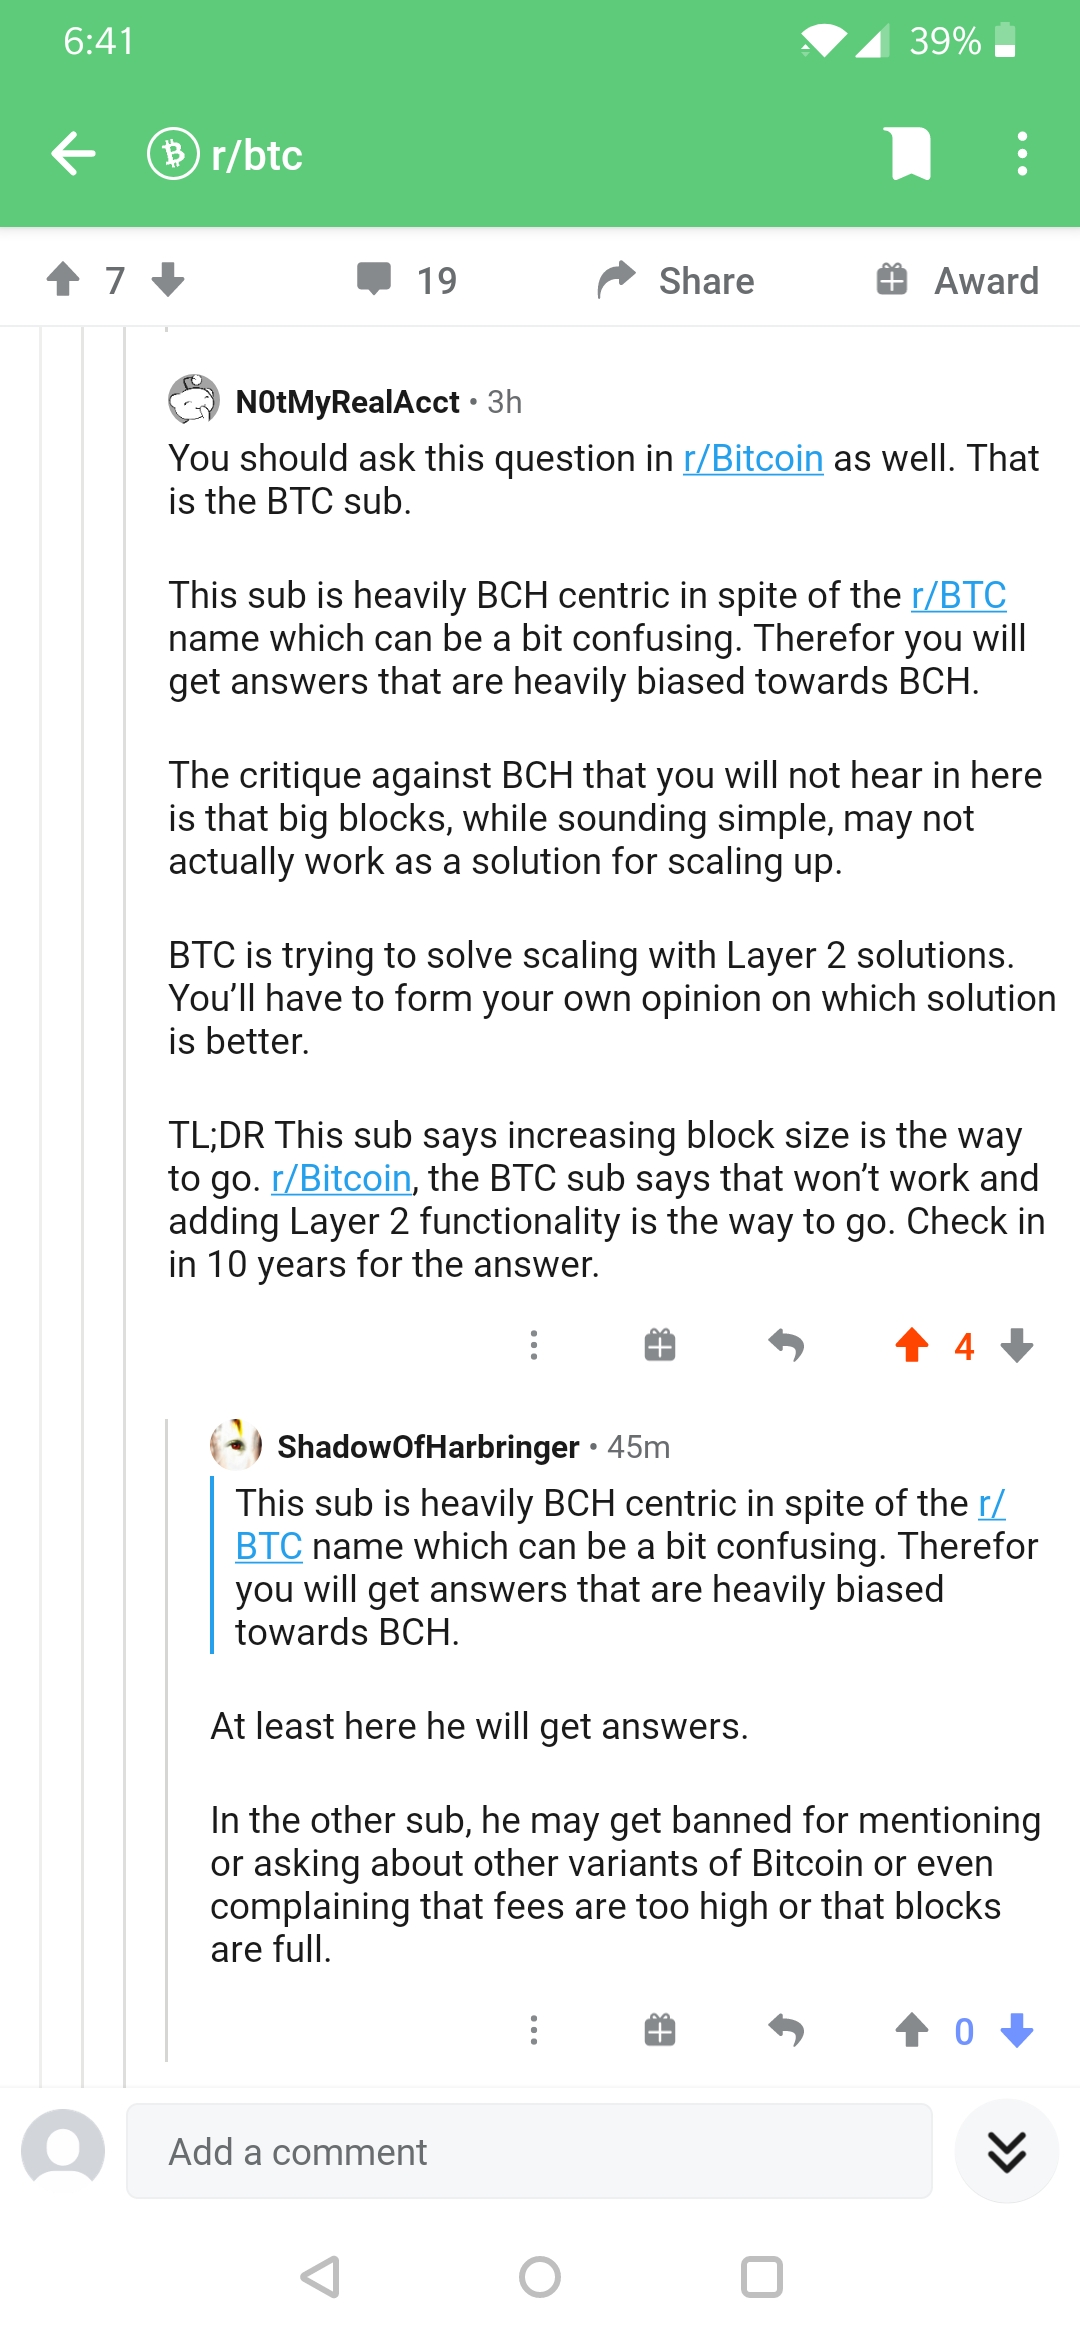 6:41
39%
r/btc
7
19
Share
Award
N0tMyRealAcct • 3h
You should ask this question in r/Bitcoin as well. That
is the BTC sub.
This sub is heavily BCH centric in spite of the r/BTC
name which can be a bit confusing. Therefor you will
get answers that are heavily biased towards BCH.
The critique against BCH that you will not hear in here
is that big blocks, while sounding simple, may not
actually work as a solution for scaling up.
BTC is trying to solve scaling with Layer 2 solutions.
You’ll have to form your own opinion on which solution
is better.
TL;DR This sub says increasing block size is the way
to go. r/Bitcoin, the BTC sub says that won’t work and
adding Layer 2 functionality is the way to go. Check in
in 10 years for the answer.
4
ShadowOfHarbringer • 45m
This sub is heavily BCH centric in spite of the r/
BTC name which can be a bit confusing. Therefor
you will get answers that are heavily biased
towards BCH.
At least here he will get answers.
In the other sub, he may get banned for mentioning
or asking about other variants of Bitcoin or even
complaining that fees are too high or that blocks
are full.
0
Add a comment